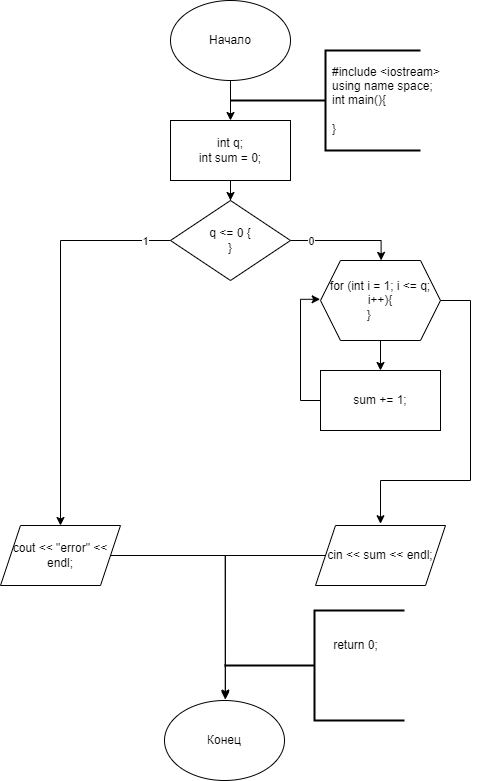 Начало
#include <iostream>
using name space;
int main(){
}
int q;
int sum = 0;
q <= 0 {
}
1
0
for (int i = 1; i <= q;
i++){
}
sum += 1;
cout << "error" <<
endl;
cin << sum << endl;
return 0;
Конец